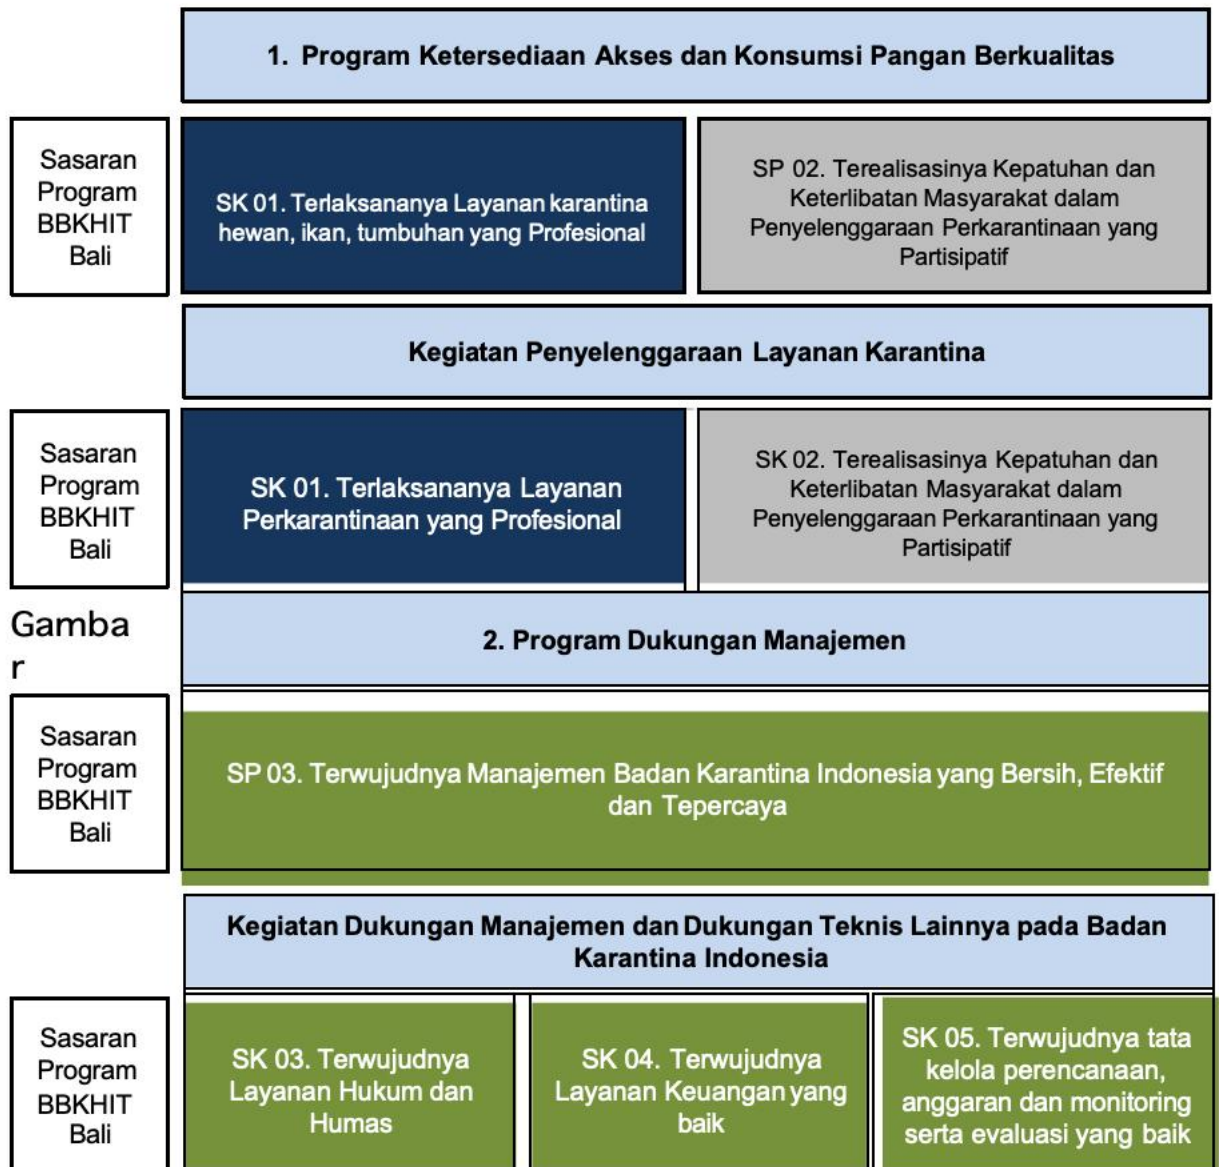 1. Program Ketersediaan Akses dan Konsumsi Pangan Berkualitas
Sasaran
Program
BBKHIT
Bali
SK 01. Terlaksananya Layanan karantina
hewan, ikan, tumbuhan yang Profesional
SP 02. Terealisasinya Kepatuhan dan
Keterlibatan Masyarakat dalam
Penyelenggaraan Perkarantinaan yang
Partisipatif
Kegiatan Penyelenggaraan Layanan Karantina
Sasaran
Program
BBKHIT
Bali
SK 01. Terlaksananya Layanan
Perkarantinaan yang Profesional
SK 02. Terealisasinya Kepatuhan dan
Keterlibatan Masyarakat dalam
Penyelenggaraan Perkarantinaan yang
Partisipatif
Gamba
r
2. Program Dukungan Manajemen
Sasaran
Program
BBKHIT
Bali
SP 03. Terwujudnya Manajemen Badan Karantina Indonesia yang Bersih, Efektif
dan Tepercaya
Kegiatan Dukungan Manajemen dan Dukungan Teknis Lainnya pada Badan
Karantina Indonesia
Sasaran
Program
BBKHIT
Bali
SK 03. Terwujudnya
Layanan Hukum dan
Humas
SK 04. Terwujudnya
Layanan Keuangan yang
baik
SK 05. Terwujudnya tata
kelola perencanaan,
anggaran dan monitoring
serta evaluasi yang baik